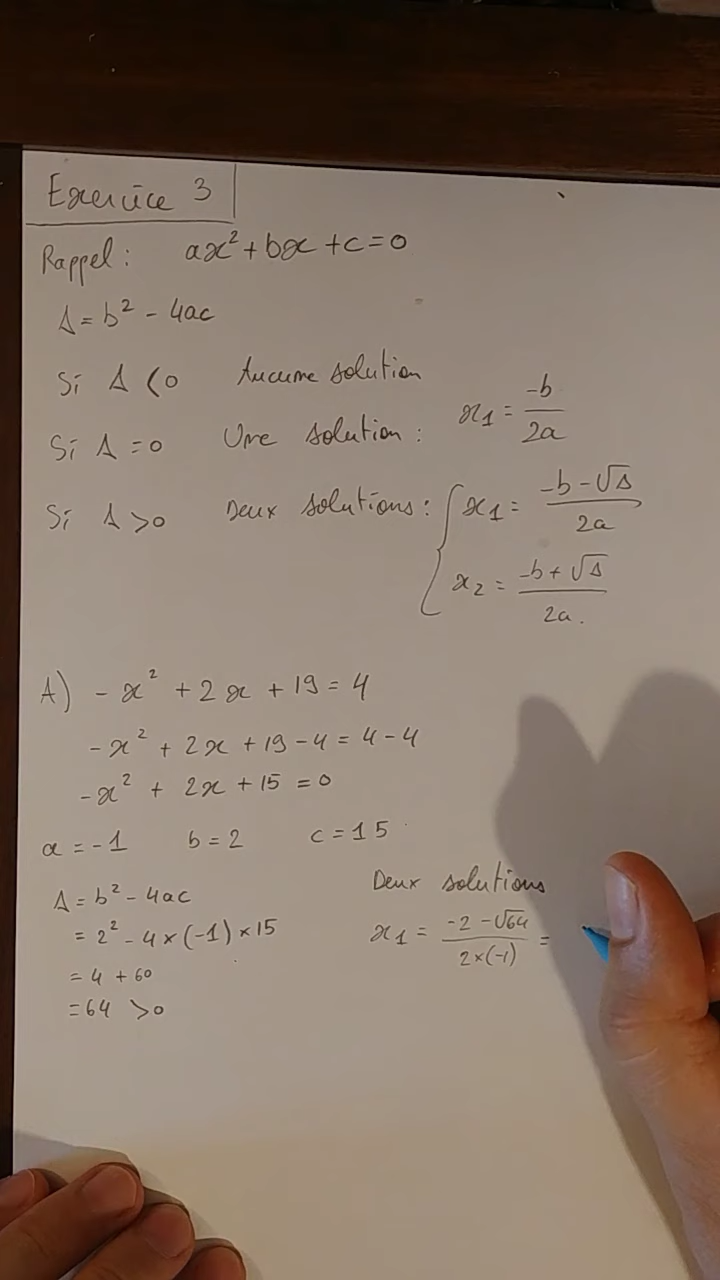 Exercice 3
Rappel : ax² + bx + c = 0
Δ = b² - 4ac
Si Δ < 0 Aucune solution
Si Δ = 0 Une solution : x1 = -b / 2a
Si Δ > 0 Deux solutions : { x1 = (-b - √Δ) / 2a
x2 = (-b + √Δ) / 2a.
A) - x² + 2x + 19 = 4
- x² + 2x + 19 - 4 = 4 - 4
- x² + 2x + 15 = 0
a = -1 b = 2 c = 15
Δ = b² - 4ac
= 2² - 4 × (-1) × 15
= 4 + 60
= 64 > 0
Deux solutions
x1 = (-2 - √64) / 2×(-1) =